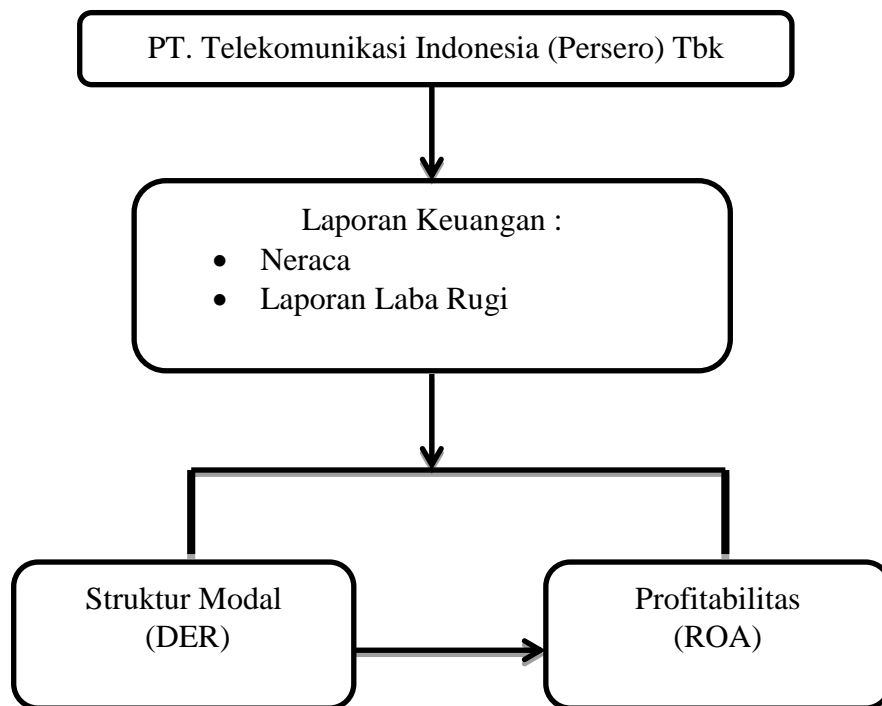 PT. Telekomunikasi Indonesia (Persero) Tbk
Laporan Keuangan :
• Neraca
• Laporan Laba Rugi
Struktur Modal
(DER)
Profitabilitas
(ROA)